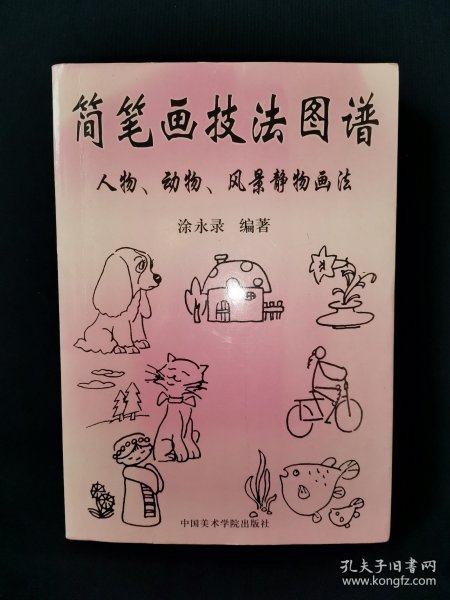 简笔画技法图谱
人物、动物、风景静物画法
涂永录 编著
中国美术学院出版社
孔夫子旧书网
www.kongfz.com